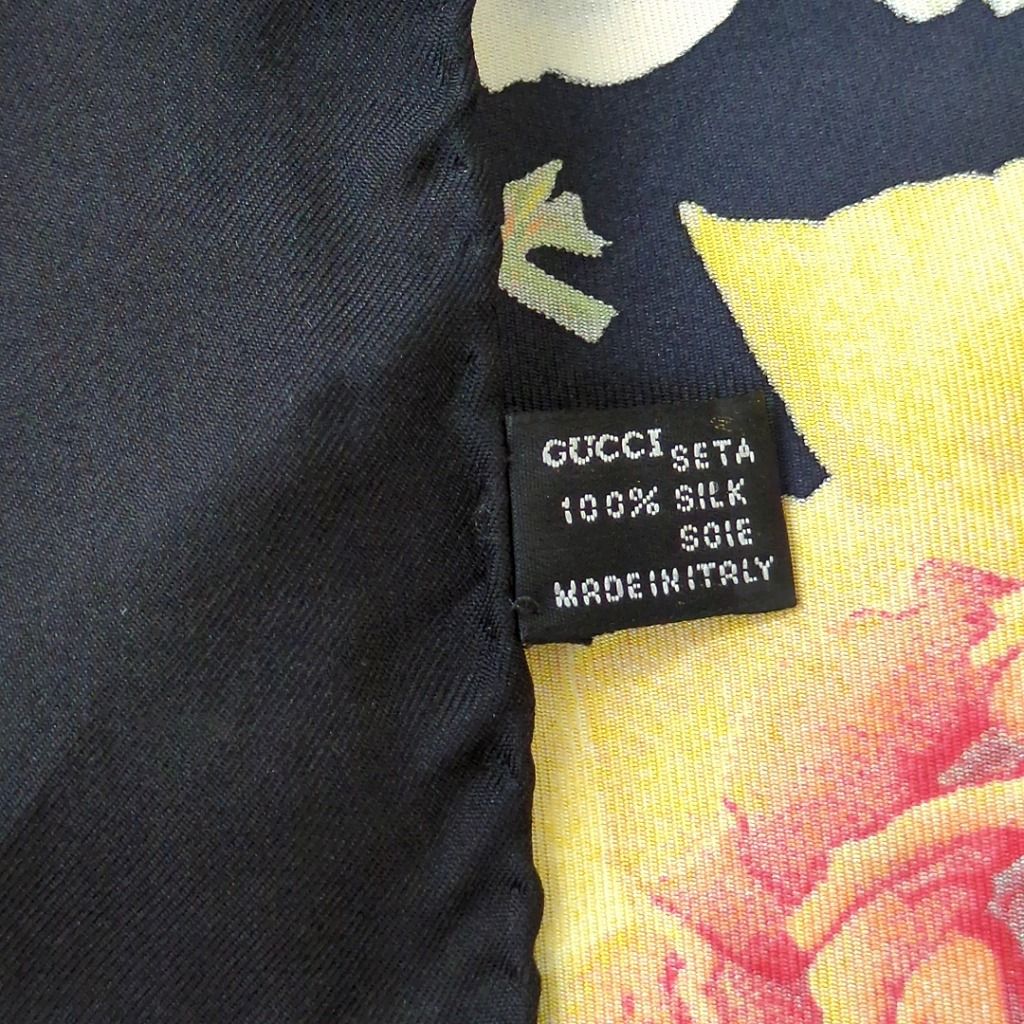 GUCCI SETA
100% SILK
SOIE
MADE IN ITALY